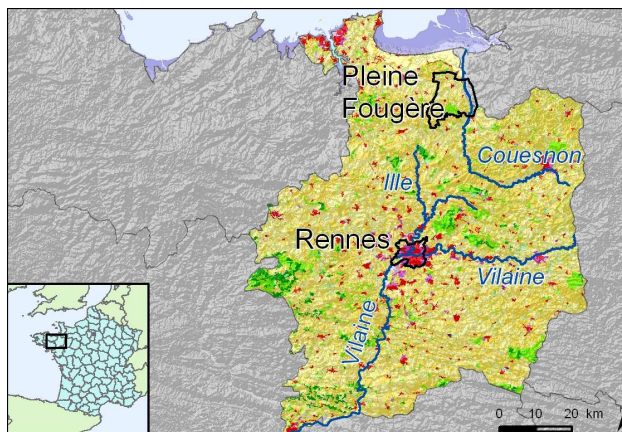 Pleine
Fougère
Couesnon
Ille
Rennes
Vilaine
Vilaine
0 10 20 km